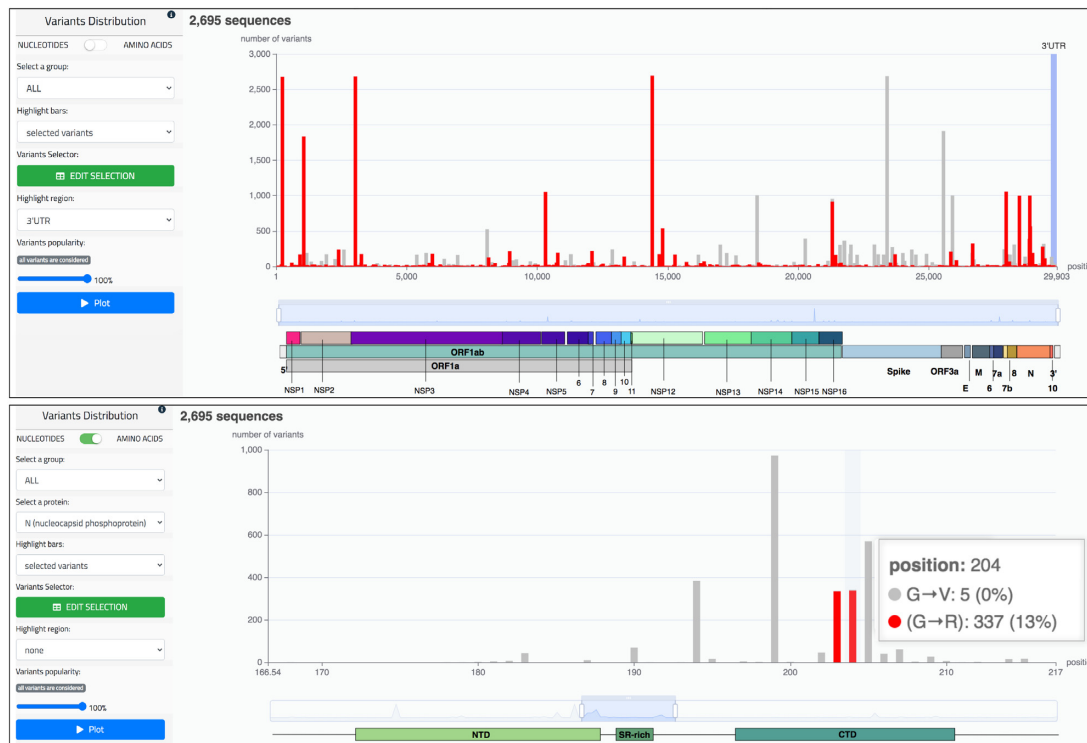 Variants Distribution
2,695 sequences
NUCLEOTIDES AMINO ACIDS
Select a group:
ALL
Highlight bars:
selected variants
Variants Selector:
EDIT SELECTION
Highlight region:
3'UTR
Variants popularity:
all variants are considered
100%
Plot
number of variants
3'UTR
3,000
2,500
2,000
1,500
1,000
500
0
1 5,000 10,000 15,000 20,000 25,000 29,903
positi
ORF1ab
5' ORF1a Spike ORF3a M 7a 8 N 3'
NSP1 NSP2 NSP3 NSP4 NSP5 6 7 8 9 10 11 NSP12 NSP13 NSP14 NSP15 NSP16 E 6 7b 10
Variants Distribution
2,695 sequences
NUCLEOTIDES AMINO ACIDS
Select a group:
ALL
Select a protein:
N (nucleocapsid phosphoprotein)
Highlight bars:
selected variants
Variants Selector:
EDIT SELECTION
Highlight region:
none
Variants popularity:
all variants are considered
100%
Plot
number of variants
1,000
800
600
400
200
0
166.54 170 180 190 200 210 217
position: 204
G→V: 5 (0%)
(G→R): 337 (13%)
NTD SR-rich CTD